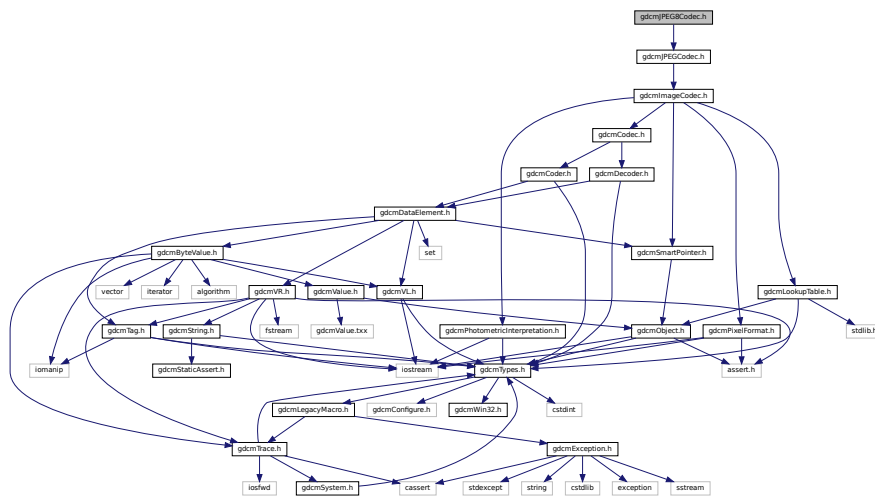 gdcmJPEG8Codec.h
gdcmJPEGCodec.h
gdcmImageCodec.h
gdcmCodec.h
gdcmCoder.h
gdcmDecoder.h
gdcmDataElement.h
gdcmByteValue.h
set
gdcmSmartPointer.h
vector
iterator
algorithm
gdcmVR.h
gdcmValue.h
gdcmVL.h
gdcmLookupTable.h
gdcmTag.h
gdcmString.h
fstream
gdcmValue.txx
gdcmPhotometricInterpretation.h
gdcmObject.h
gdcmPixelFormat.h
stdlib.h
iomanip
gdcmStaticAssert.h
iostream
gdcmTypes.h
assert.h
gdcmLegacyMacro.h
gdcmConfigure.h
gdcmWin32.h
cstdint
gdcmTrace.h
gdcmException.h
iosfwd
gdcmSystem.h
cassert
stdexcept
string
cstdlib
exception
sstream